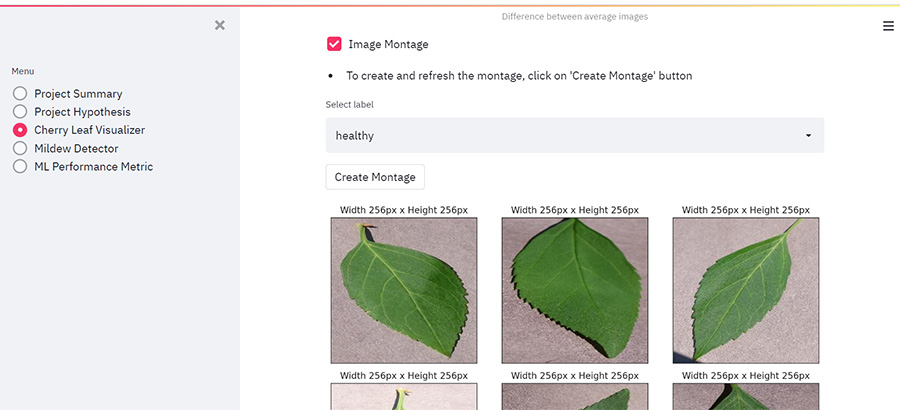 Difference between average images
Menu
Project Summary
Project Hypothesis
Cherry Leaf Visualizer
Mildew Detector
ML Performance Metric
Image Montage
To create and refresh the montage, click on 'Create Montage' button
Select label
healthy
Create Montage
Width 256px x Height 256px
Width 256px x Height 256px
Width 256px x Height 256px
Width 256px x Height 256px
Width 256px x Height 256px
Width 256px x Height 256px